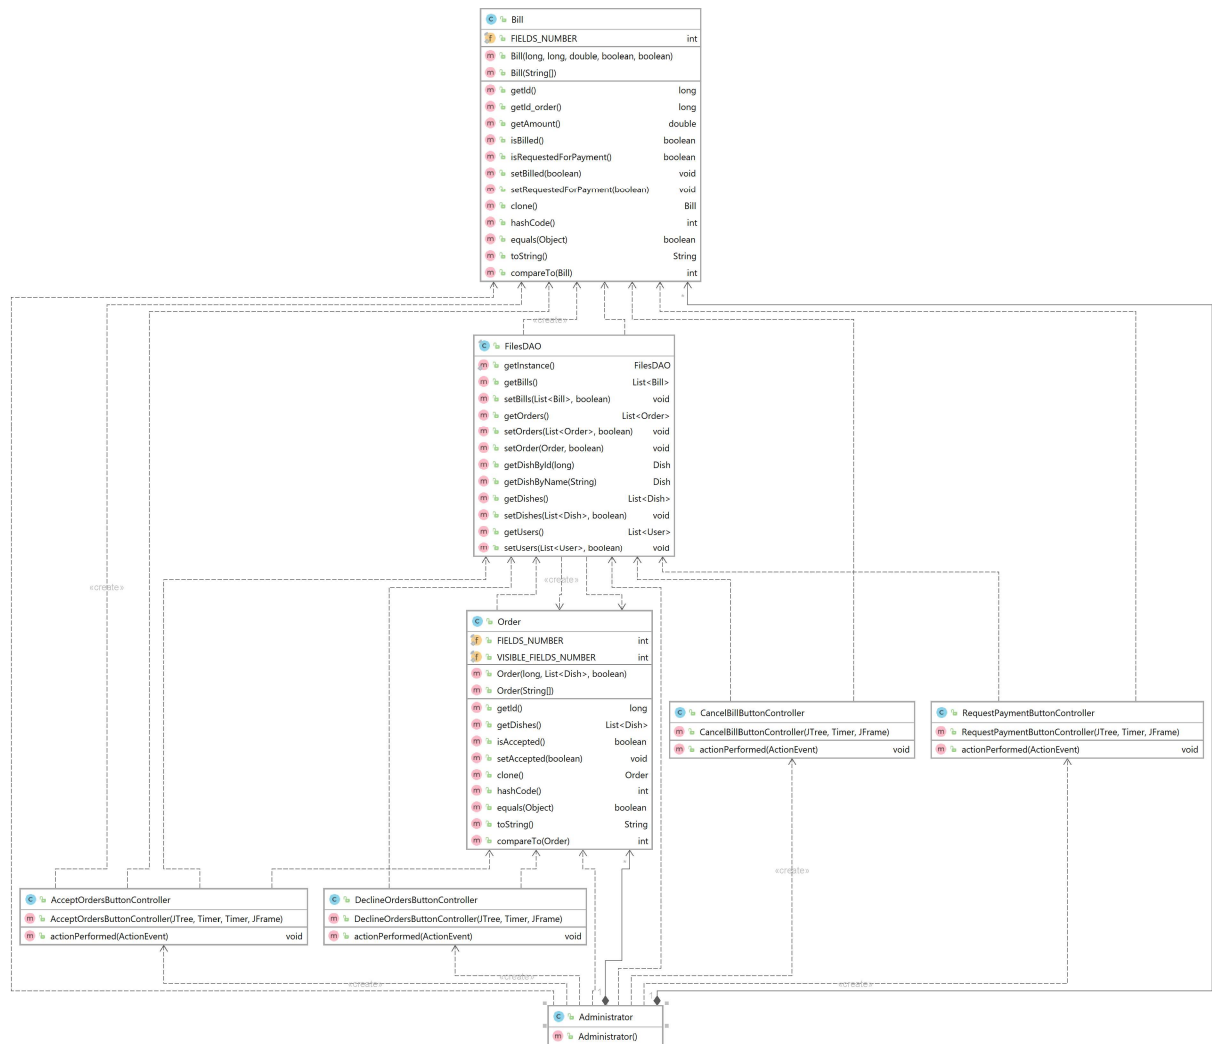 Bill
FIELDS_NUMBER int
Bill(long, long, double, boolean, boolean)
Bill(String[])
getId() long
getId_order() long
getAmount() double
isBilled() boolean
isRequestedForPayment() boolean
setBilled(boolean) void
setRequestedForPayment(boolean) void
clone() Bill
hashCode() int
equals(Object) boolean
toString() String
compareTo(Bill) int
*
«create»
FilesDAO
getInstance() FilesDAO
getBills() List<Bill>
setBills(List<Bill>, boolean) void
getOrders() List<Order>
setOrders(List<Order>, boolean) void
setOrder(Order, boolean) void
getDishById(long) Dish
getDishByName(String) Dish
getDishes() List<Dish>
setDishes(List<Dish>, boolean) void
getUsers() List<User>
setUsers(List<User>, boolean) void
«create»
«create»
Order
FIELDS_NUMBER int
VISIBLE_FIELDS_NUMBER int
Order(long, List<Dish>, boolean)
Order(String[])
getId() long
getDishes() List<Dish>
isAccepted() boolean
setAccepted(boolean) void
clone() Order
hashCode() int
equals(Object) boolean
toString() String
compareTo(Order) int
*
CancelBillButtonController
CancelBillButtonController(JTree, Timer, JFrame)
actionPerformed(ActionEvent) void
RequestPaymentButtonController
RequestPaymentButtonController(JTree, Timer, JFrame)
actionPerformed(ActionEvent) void
«create»
AcceptOrdersButtonController
AcceptOrdersButtonController(JTree, Timer, Timer, JFrame)
actionPerformed(ActionEvent) void
DeclineOrdersButtonController
DeclineOrdersButtonController(JTree, Timer, JFrame)
actionPerformed(ActionEvent) void
«create»
«create»
«create»
1
1
Administrator
Administrator()